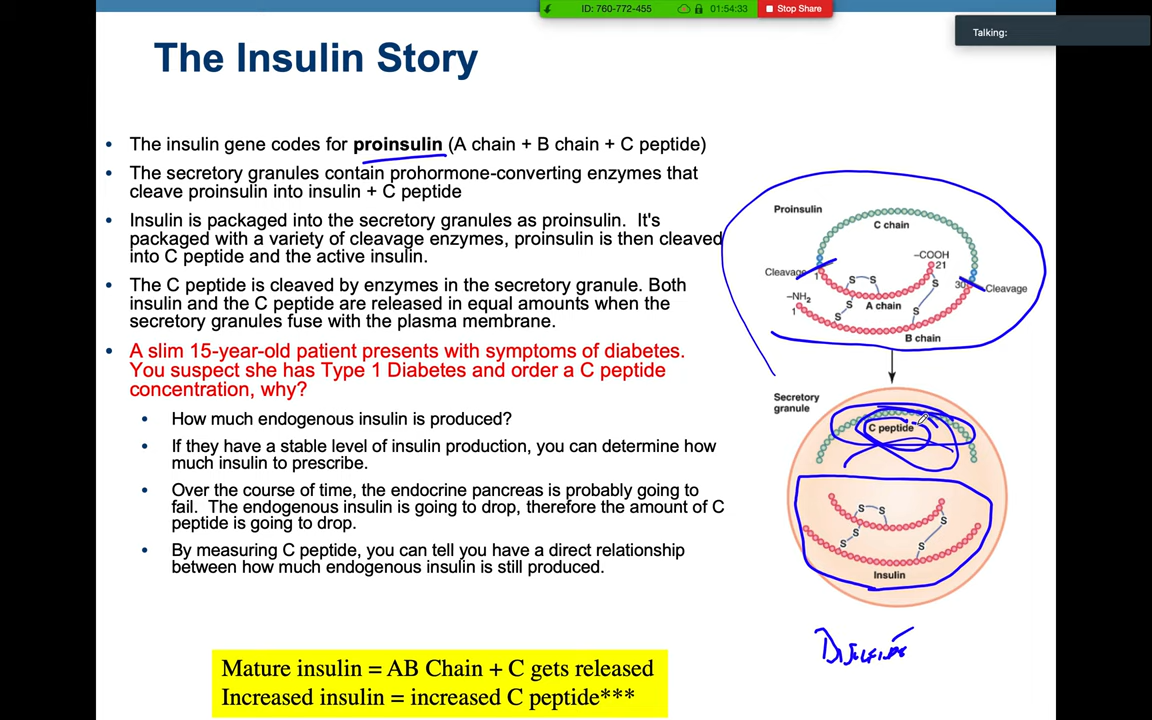 ID: 760-772-455
01:54:33
Stop Share
Talking:
The Insulin Story
• The insulin gene codes for proinsulin (A chain + B chain + C peptide)
• The secretory granules contain prohormone-converting enzymes that
cleave proinsulin into insulin + C peptide
• Insulin is packaged into the secretory granules as proinsulin. It's
packaged with a variety of cleavage enzymes, proinsulin is then cleaved
into C peptide and the active insulin.
• The C peptide is cleaved by enzymes in the secretory granule. Both
insulin and the C peptide are released in equal amounts when the
secretory granules fuse with the plasma membrane.
• A slim 15-year-old patient presents with symptoms of diabetes.
You suspect she has Type 1 Diabetes and order a C peptide
concentration, why?
• How much endogenous insulin is produced?
• If they have a stable level of insulin production, you can determine how
much insulin to prescribe.
• Over the course of time, the endocrine pancreas is probably going to
fail. The endogenous insulin is going to drop, therefore the amount of C
peptide is going to drop.
• By measuring C peptide, you can tell you have a direct relationship
between how much endogenous insulin is still produced.
Mature insulin = AB Chain + C gets released
Increased insulin = increased C peptide***
Proinsulin
C chain
–COOH
21
Cleavage
1
S S
S
30
Cleavage
–NH2
S
A chain
S
1
S
B chain
Secretory
granule
C peptide
S S
S
S
S
S
Insulin
Disulfide